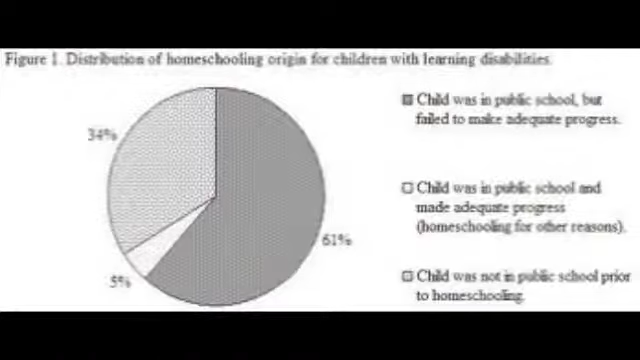 Figure 1. Distribution of homeschooling origin for children with learning disabilities.
34%
61%
5%
Child was in public school, but
failed to make adequate progress.
Child was in public school and
made adequate progress
(homeschooling for other reasons).
Child was not in public school prior
to homeschooling.